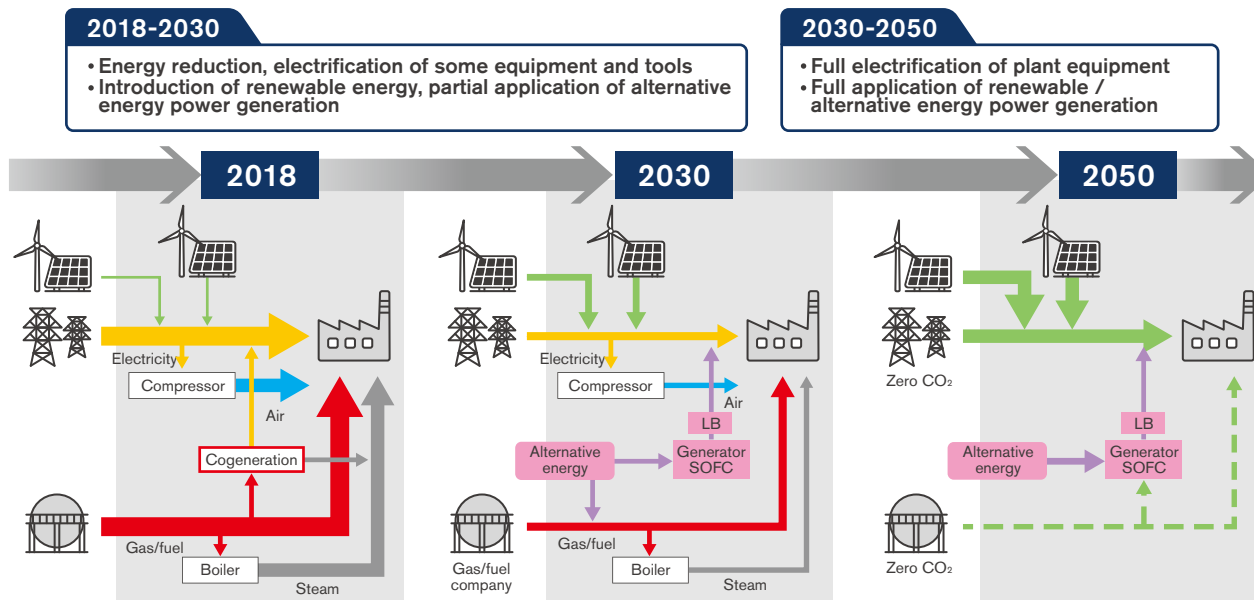 2018-2030
• Energy reduction, electrification of some equipment and tools
• Introduction of renewable energy, partial application of alternative
energy power generation
2030-2050
• Full electrification of plant equipment
• Full application of renewable /
alternative energy power generation
2018
2030
2050
Electricity
Compressor
Air
Cogeneration
Gas/fuel
Boiler
Steam
Electricity
Compressor
Air
LB
Alternative
energy
Generator
SOFC
Gas/fuel
Gas/fuel
company
Boiler
Steam
Zero CO₂
LB
Alternative
energy
Generator
SOFC
Zero CO₂